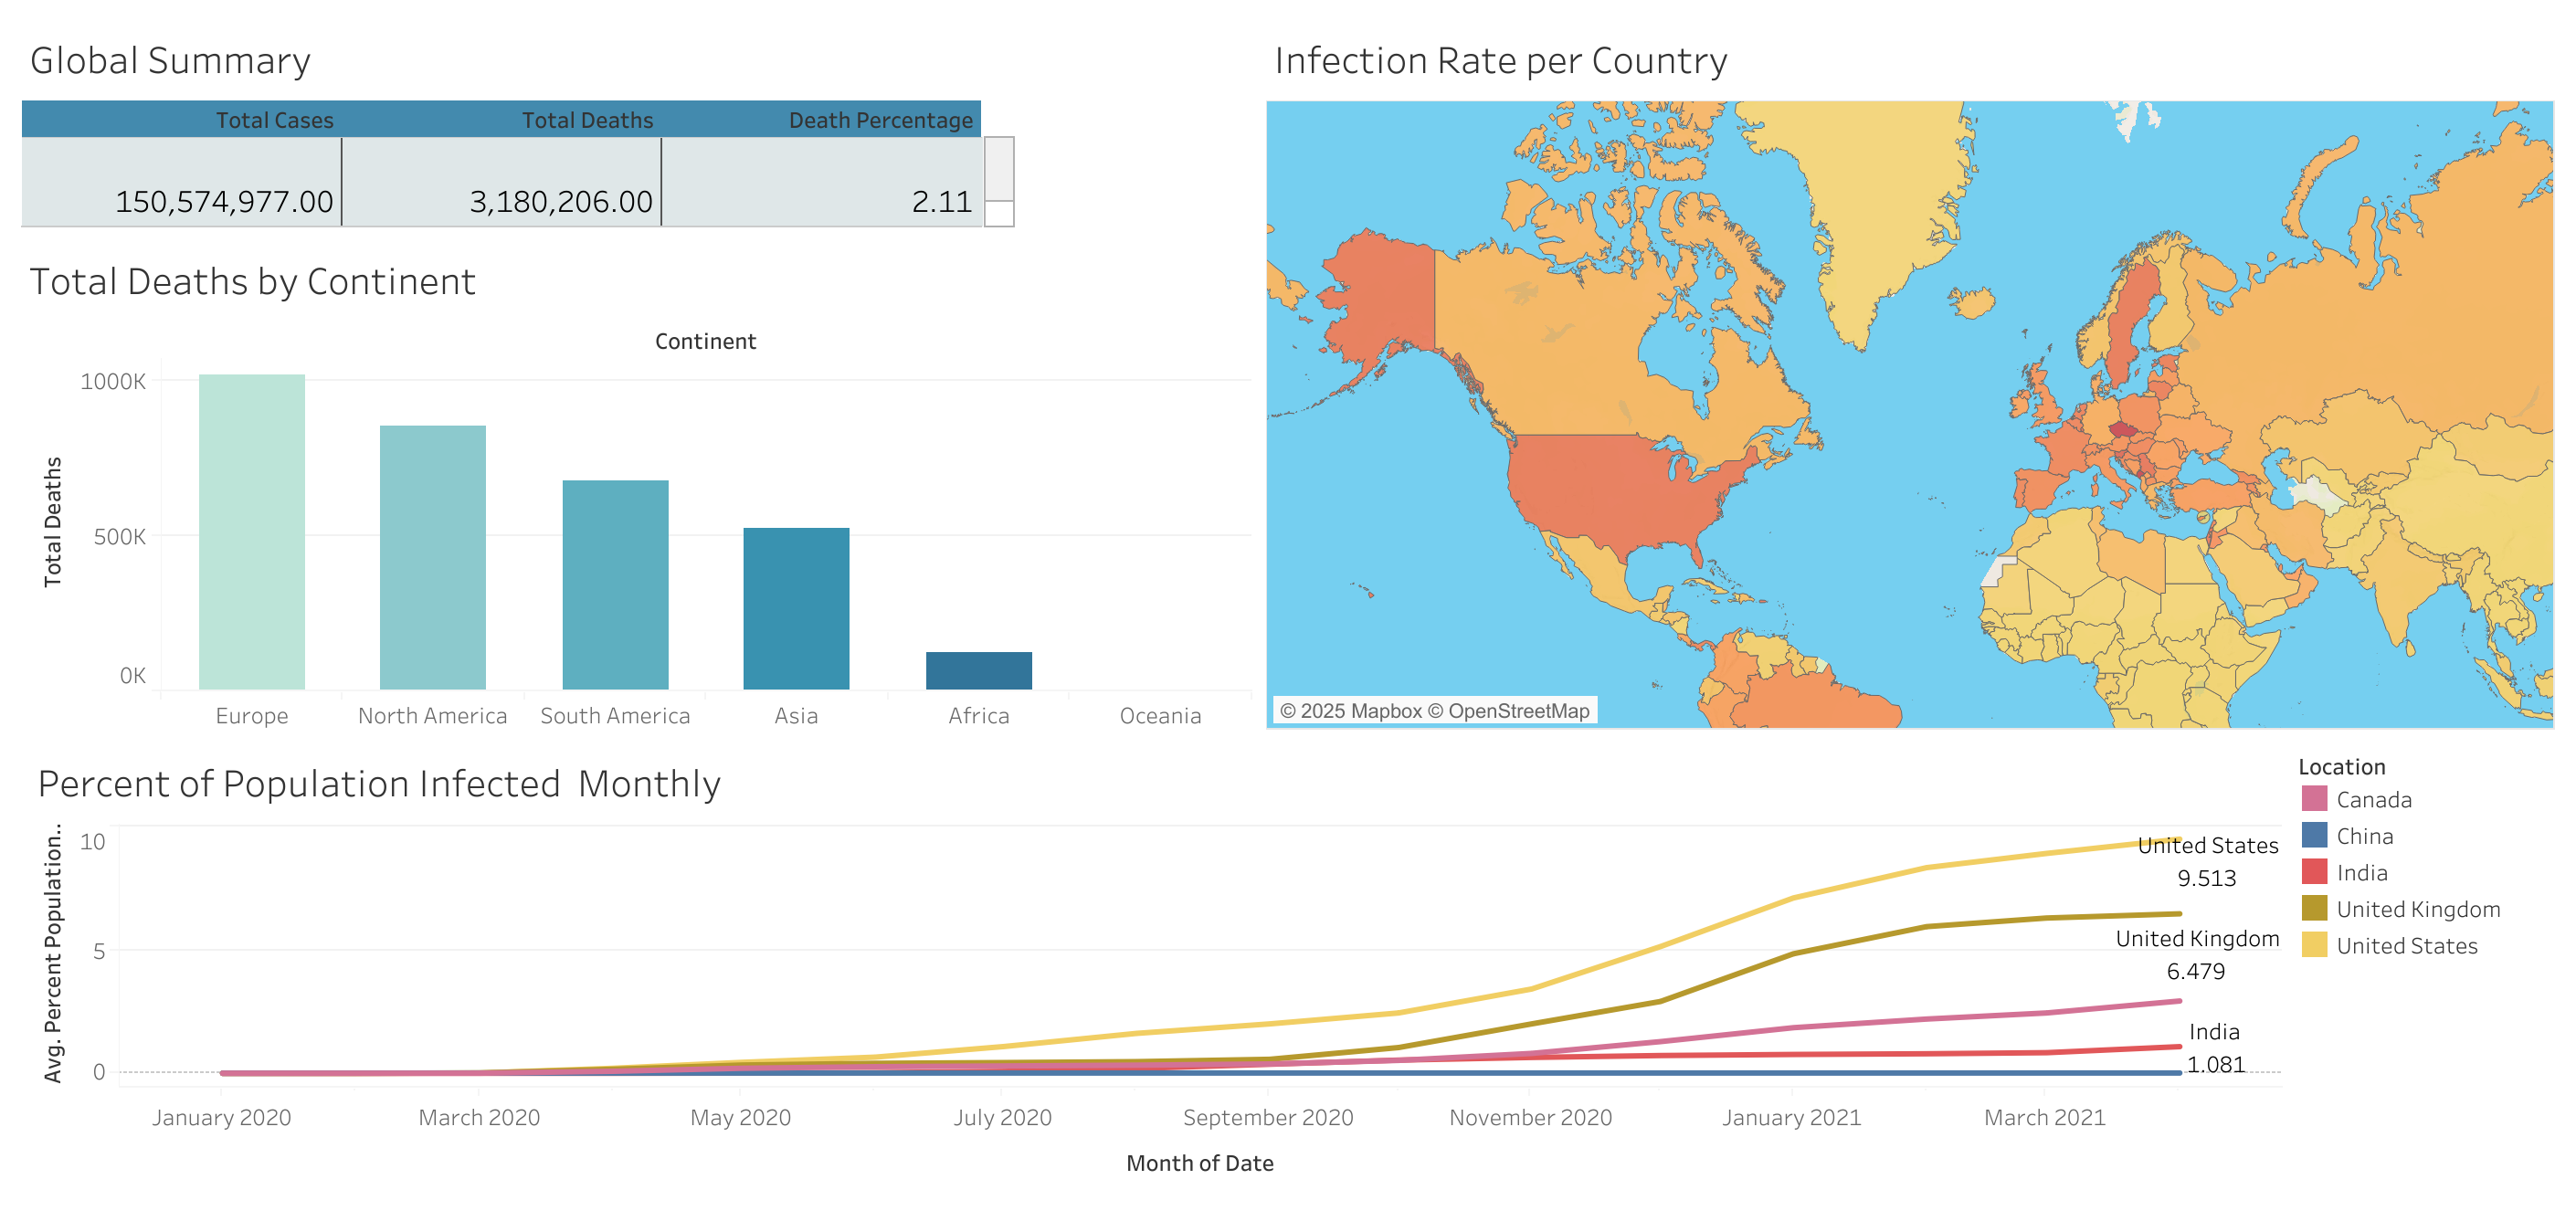 Global Summary
Total Cases Total Deaths Death Percentage
150,574,977.00 3,180,206.00 2.11
Total Deaths by Continent
Continent
Total Deaths
1000K
500K
0K
Europe North America South America Asia Africa Oceania
Infection Rate per Country
© 2025 Mapbox © OpenStreetMap
Percent of Population Infected Monthly
Avg. Percent Population..
10
5
0
United States
9.513
United Kingdom
6.479
India
1.081
January 2020 March 2020 May 2020 July 2020 September 2020 November 2020 January 2021 March 2021
Month of Date
Location
Canada
China
India
United Kingdom
United States